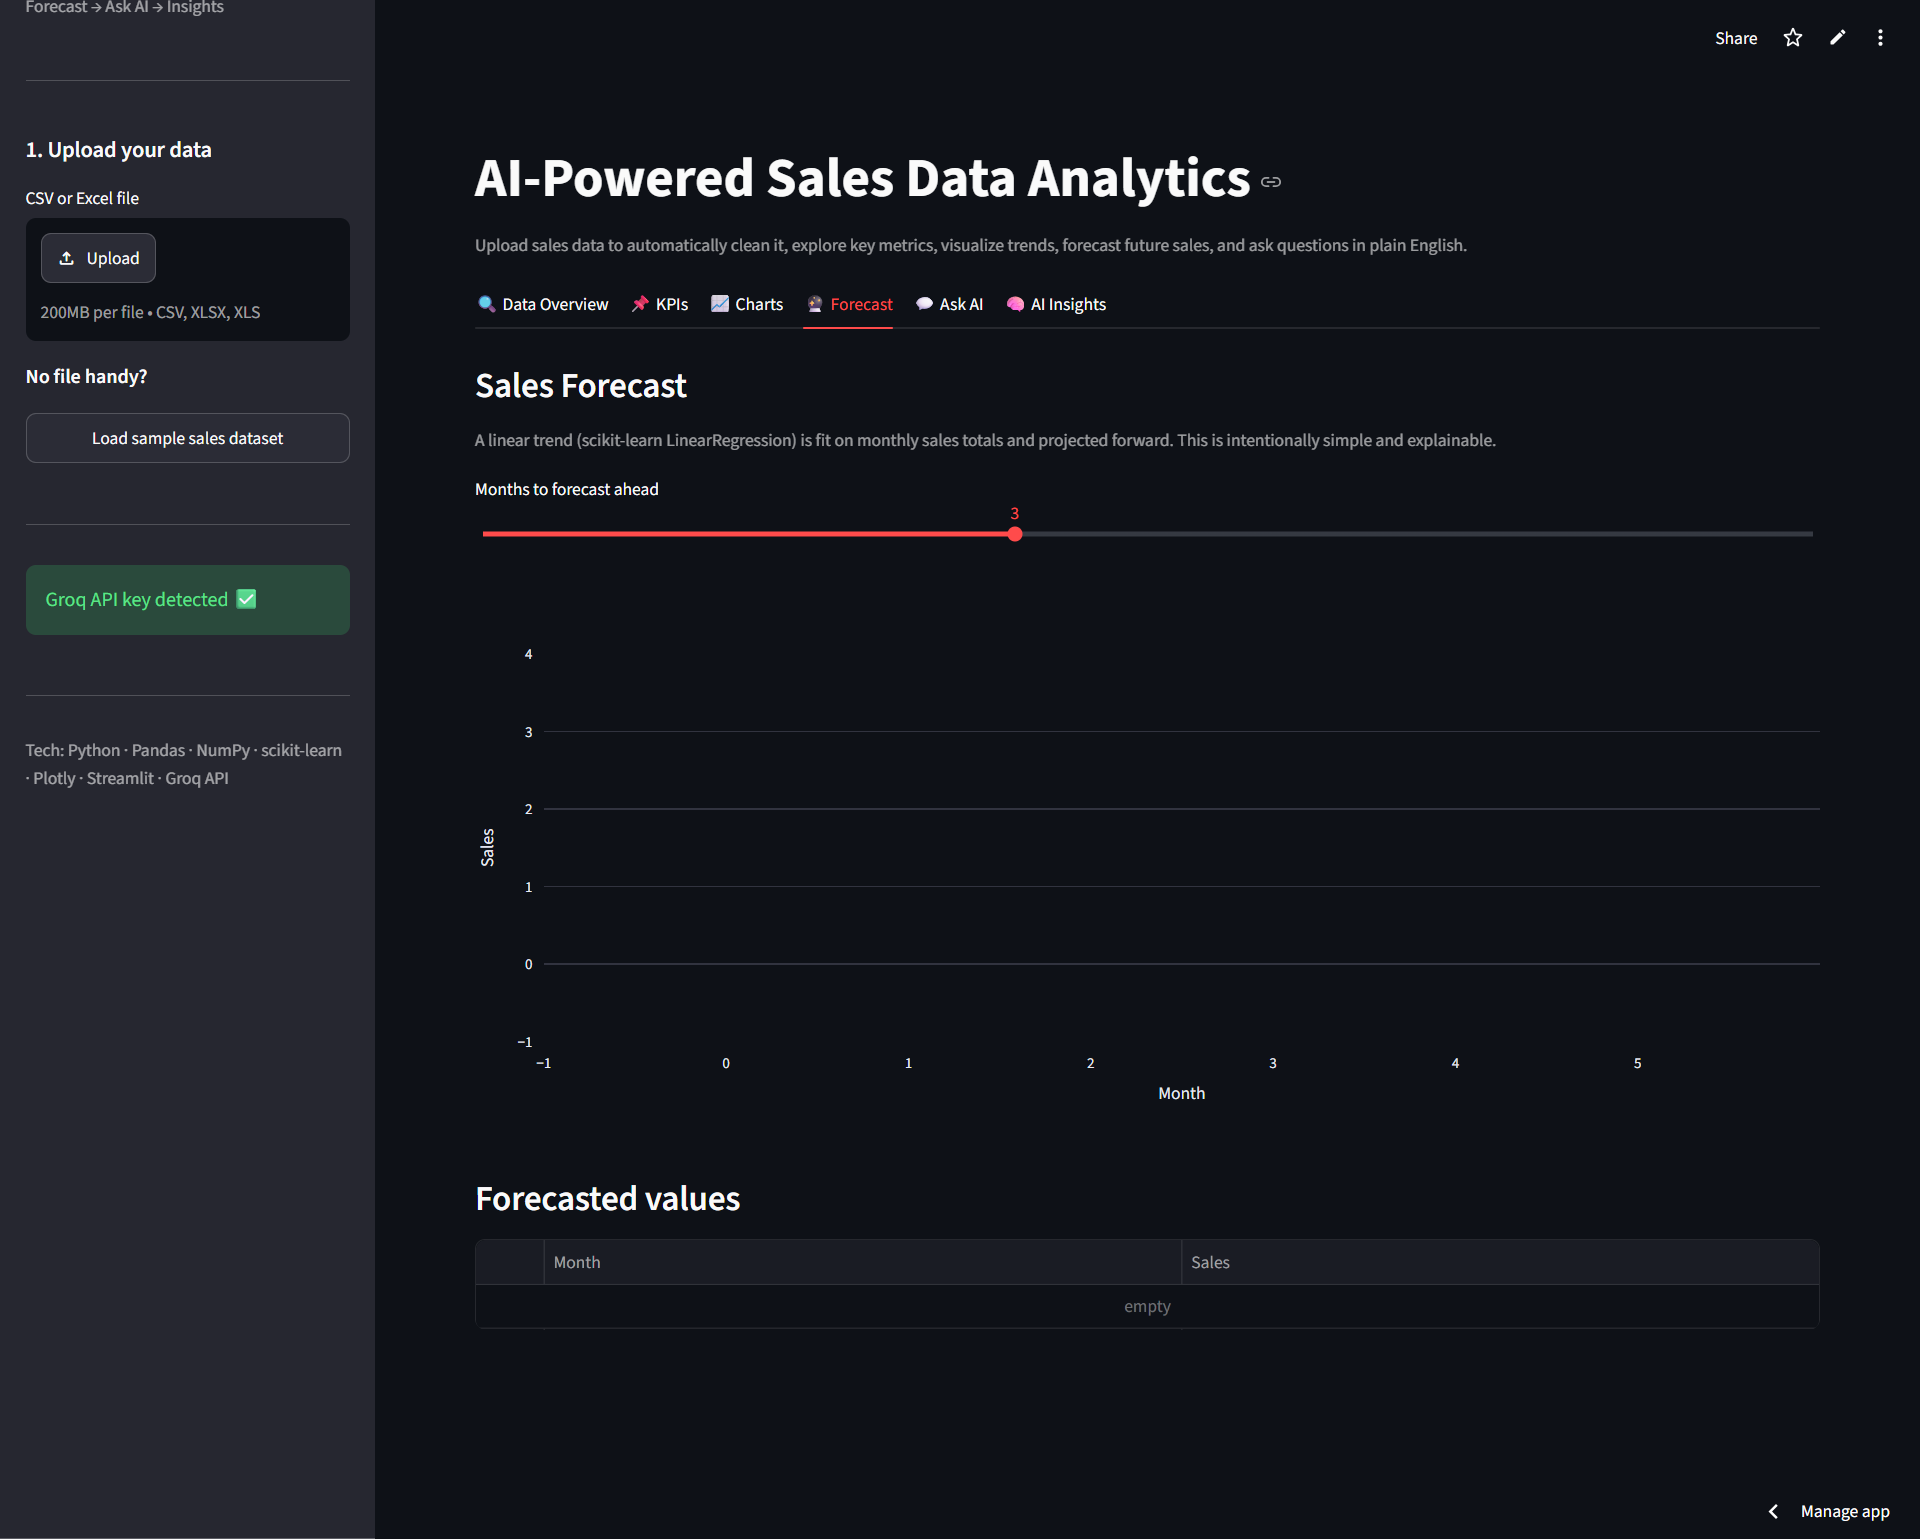 Forecast → Ask AI → Insights
1. Upload your data
CSV or Excel file
Upload
200MB per file • CSV, XLSX, XLS
No file handy?
Load sample sales dataset
Groq API key detected ✅
Tech: Python · Pandas · NumPy · scikit-learn
· Plotly · Streamlit · Groq API
Share
AI-Powered Sales Data Analytics
Upload sales data to automatically clean it, explore key metrics, visualize trends, forecast future sales, and ask questions in plain English.
🔍 Data Overview 📌 KPIs 📈 Charts 🔮 Forecast 💬 Ask AI 🧠 AI Insights
Sales Forecast
A linear trend (scikit-learn LinearRegression) is fit on monthly sales totals and projected forward. This is intentionally simple and explainable.
Months to forecast ahead
3
4
3
2
Sales
1
0
−1
−1 0 1 2 3 4 5
Month
Forecasted values
Month Sales
empty
Manage app